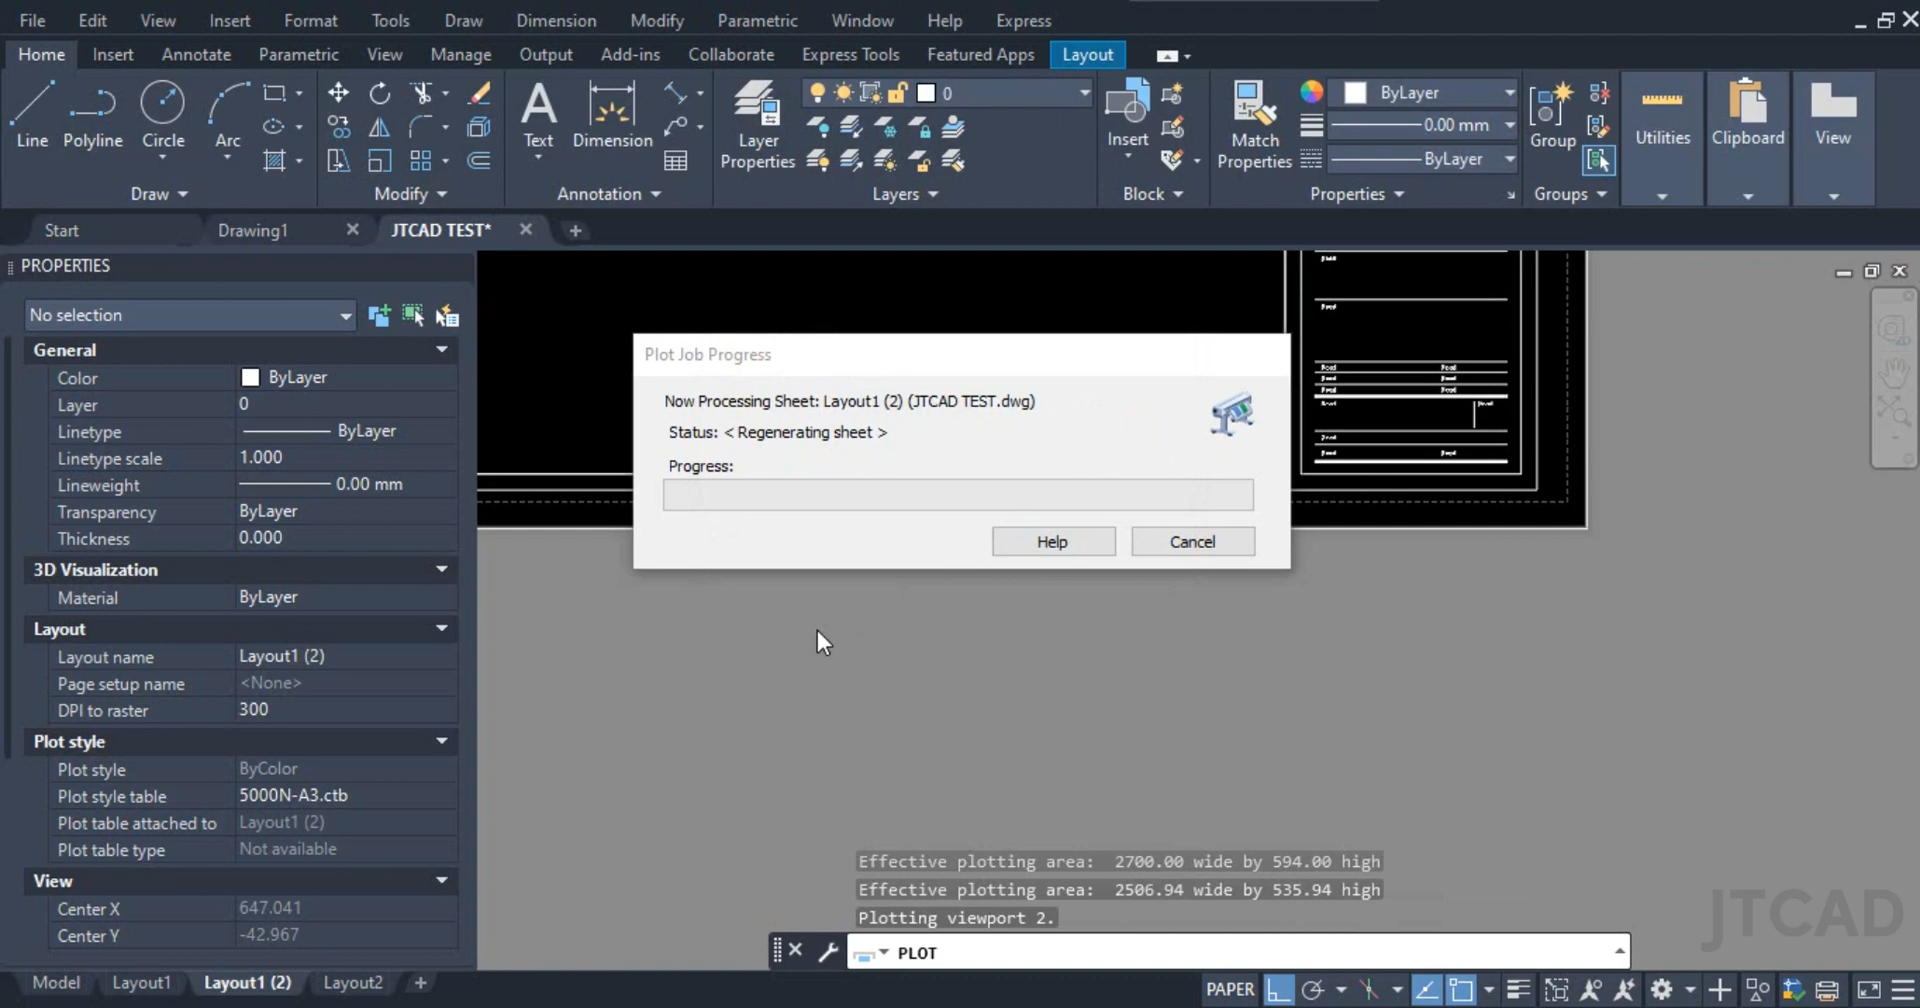 File Edit View Insert Format Tools Draw Dimension Modify Parametric Window Help Express
Home Insert Annotate Parametric View Manage Output Add-ins Collaborate Express Tools Featured Apps Layout
0
ByLayer
0.00 mm
ByLayer
Line Polyline Circle Arc Text Dimension Layer Properties Insert Match Properties Group Utilities Clipboard View
Draw Modify Annotation Layers Block Properties Groups
Start Drawing1 JTCAD TEST*
PROPERTIES
No selection
General
Color ByLayer
Layer 0
Linetype ByLayer
Linetype scale 1.000
Lineweight 0.00 mm
Transparency ByLayer
Thickness 0.000
3D Visualization
Material ByLayer
Layout
Layout name Layout1 (2)
Page setup name <None>
DPI to raster 300
Plot style
Plot style ByColor
Plot style table 5000N-A3.ctb
Plot table attached to Layout1 (2)
Plot table type Not available
View
Center X 647.041
Center Y -42.967
Plot Job Progress
Now Processing Sheet: Layout1 (2) (JTCAD TEST.dwg)
Status: < Regenerating sheet >
Progress:
Help Cancel
Effective plotting area: 2700.00 wide by 594.00 high
Effective plotting area: 2506.94 wide by 535.94 high
Plotting viewport 2.
PLOT
JTCAD
Model Layout1 Layout1 (2) Layout2 +
PAPER